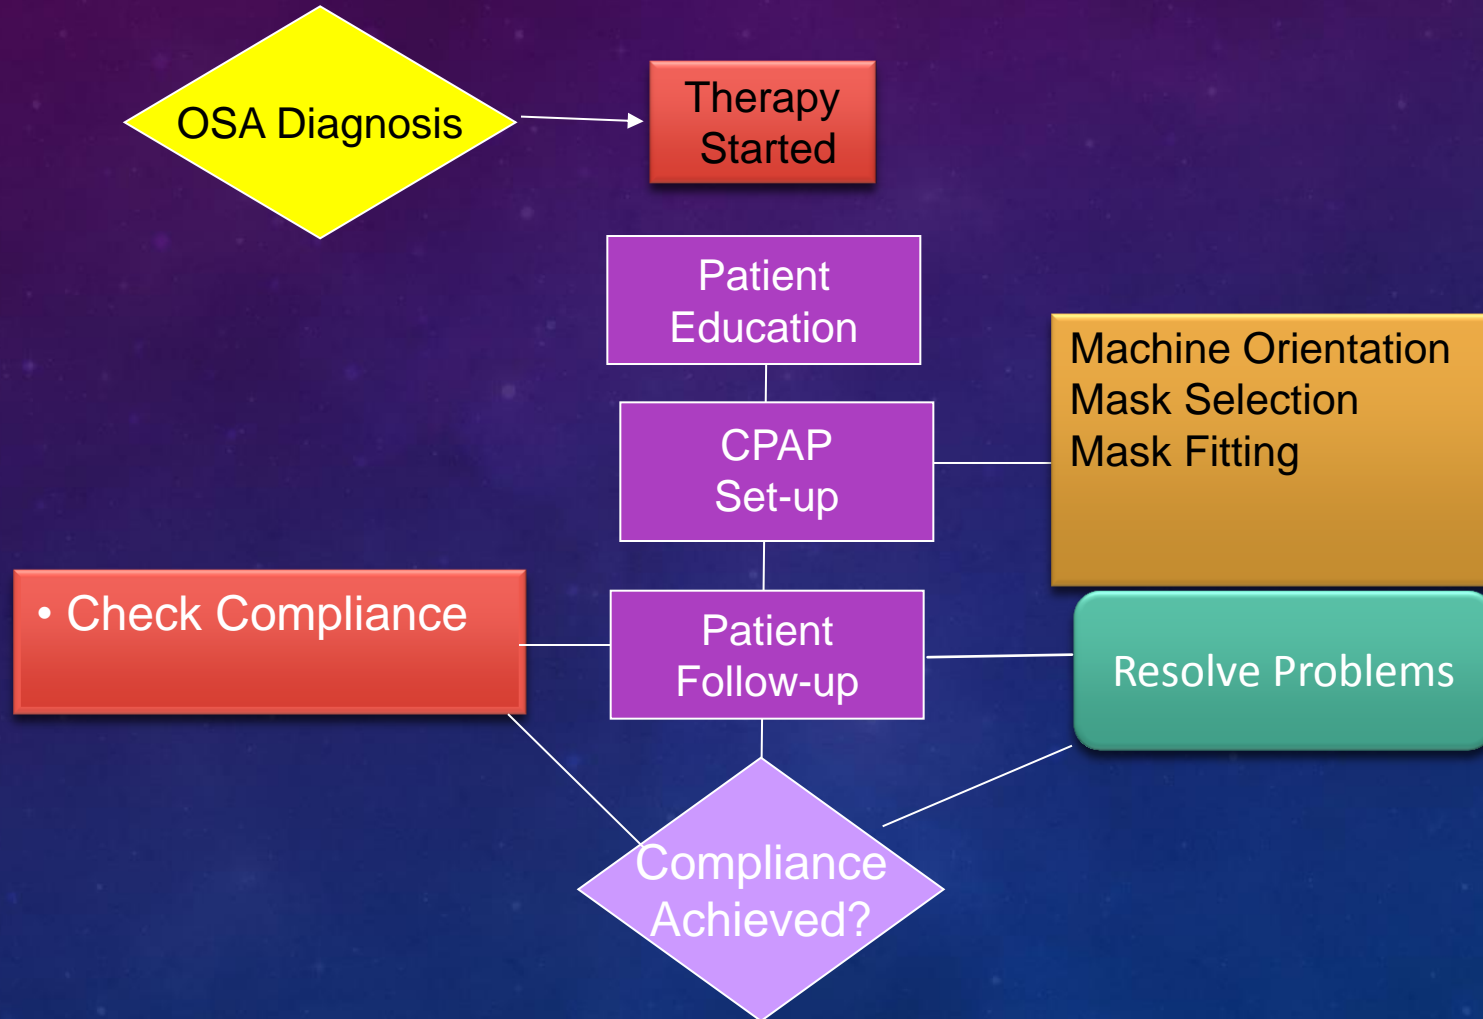 OSA Diagnosis
Therapy
Started
Patient
Education
CPAP
Set-up
Machine Orientation
Mask Selection
Mask Fitting
• Check Compliance
Patient
Follow-up
Resolve Problems
Compliance
Achieved?